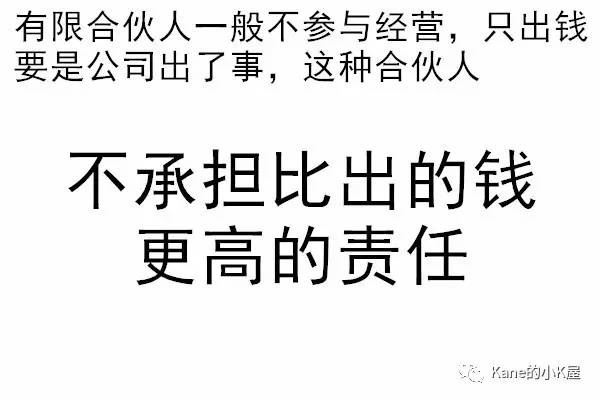 有限合伙人一般不参与经营，只出钱
要是公司出了事，这种合伙人
不承担比出的钱
更高的责任
Kane的小K屋